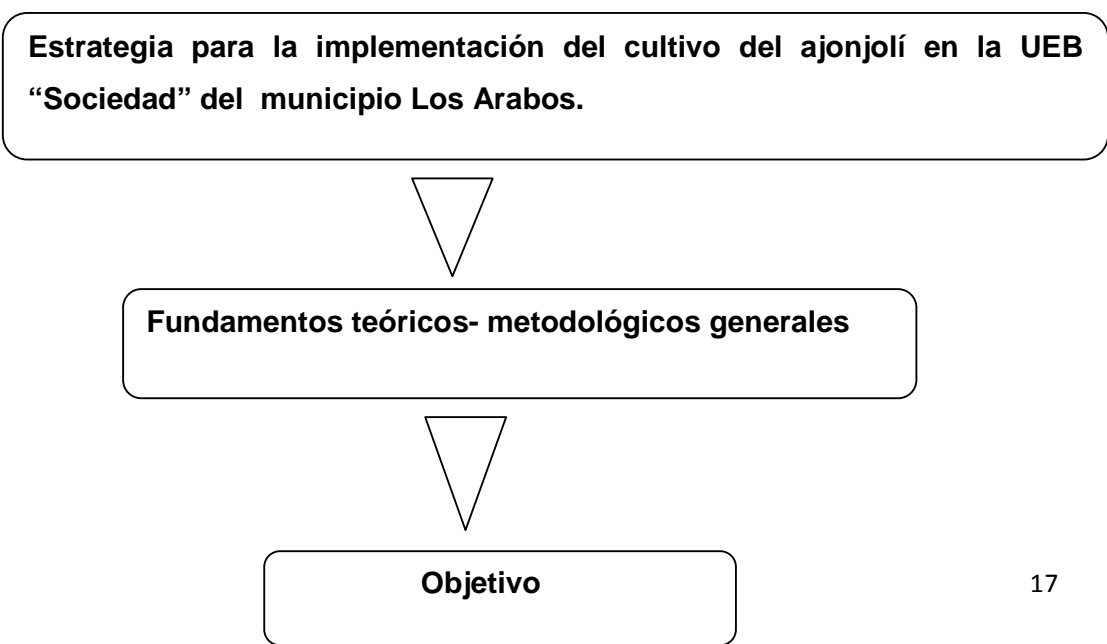 Estrategia para la implementación del cultivo del ajonjolí en la UEB
“Sociedad” del municipio Los Arabos.
Fundamentos teóricos- metodológicos generales
Objetivo
17